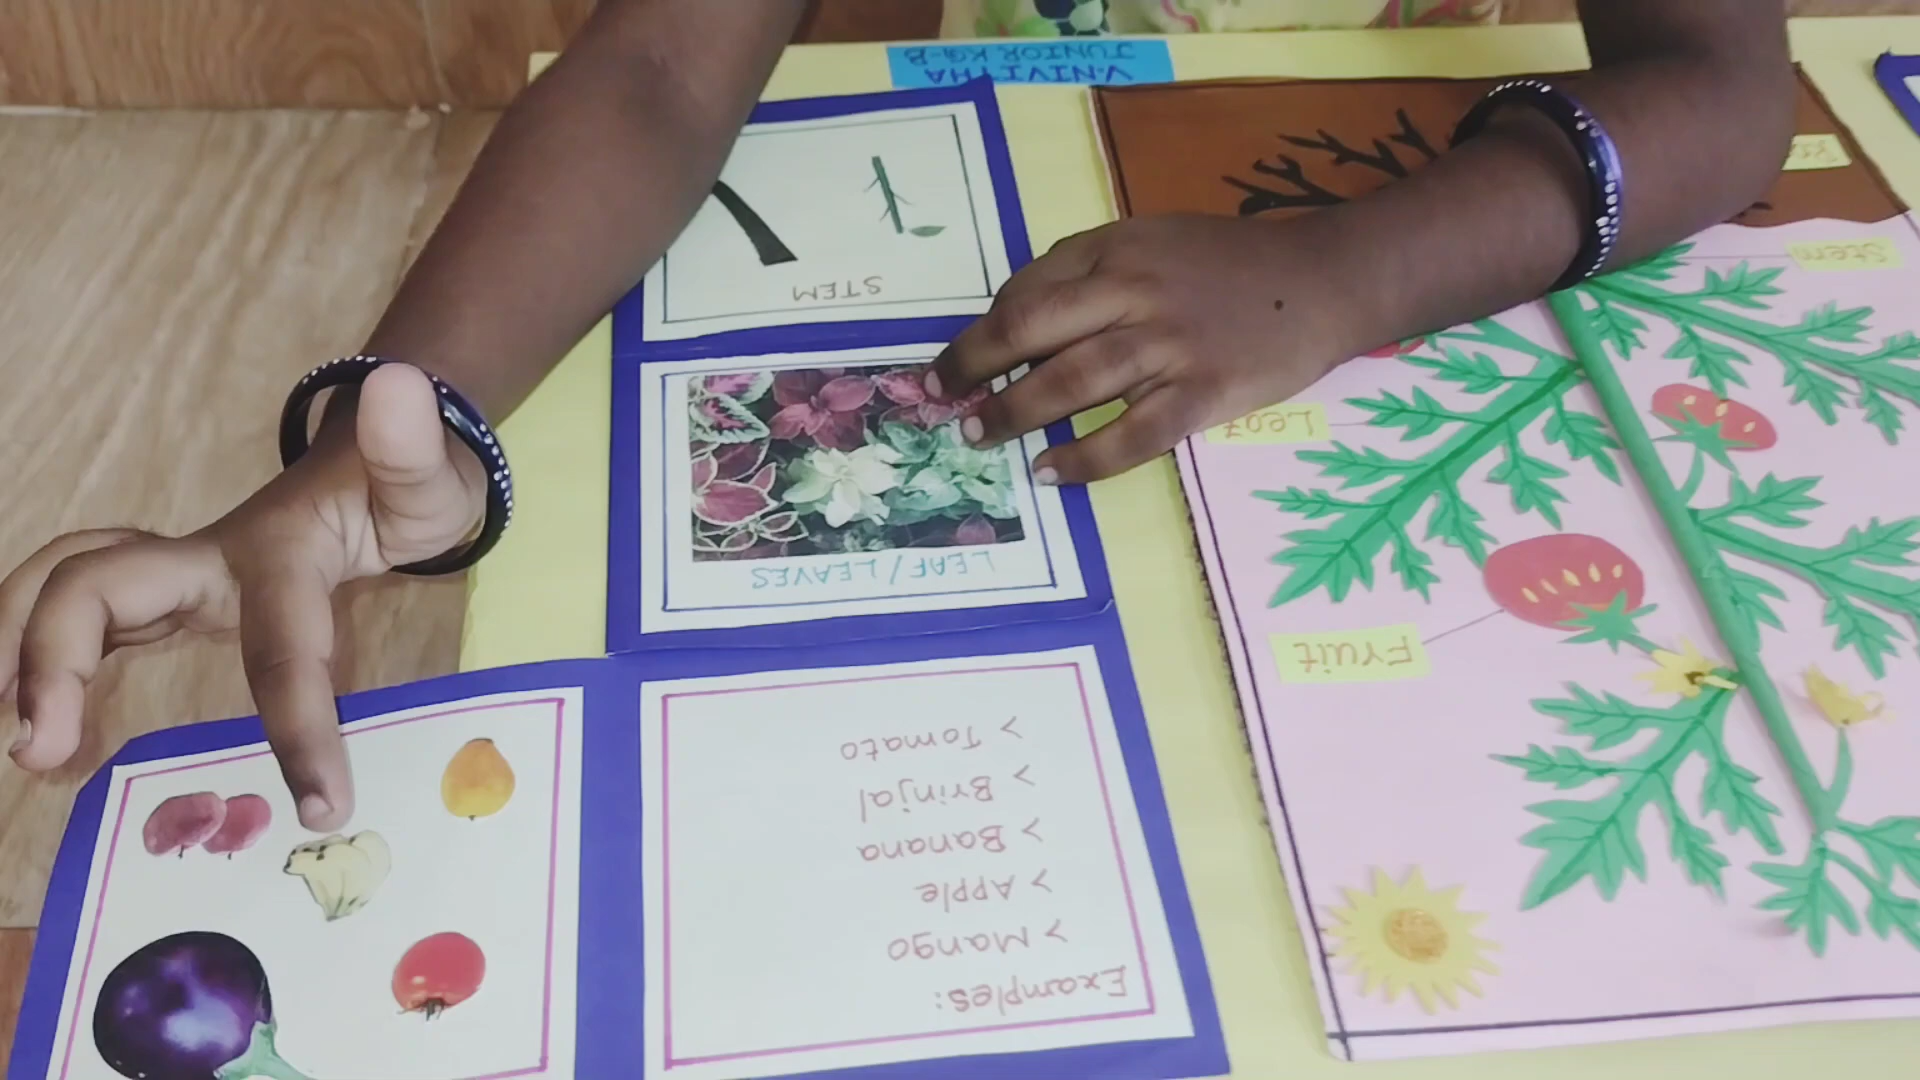 Examples:
> Mango
> Apple
> Banana
> Brinjal
> Tomato
LEAF/LEAVES
STEM
Fruit
Leaf
Stem
V.NIVITHA
JUNIOR KG-B